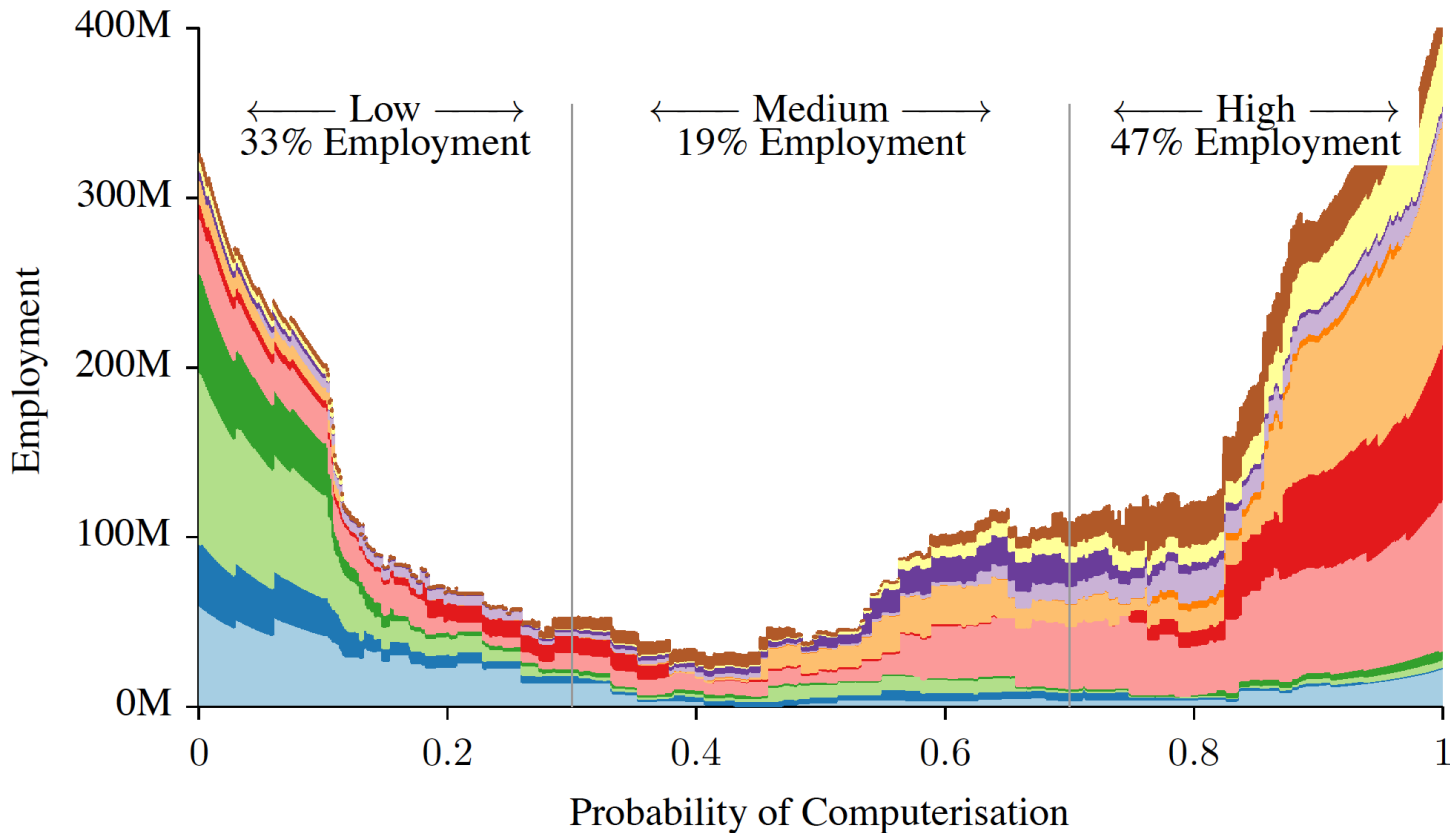 400M
300M
200M
100M
0M
Employment
←— Low —→
33% Employment
←— Medium —→
19% Employment
←— High —→
47% Employment
0 0.2 0.4 0.6 0.8 1
Probability of Computerisation